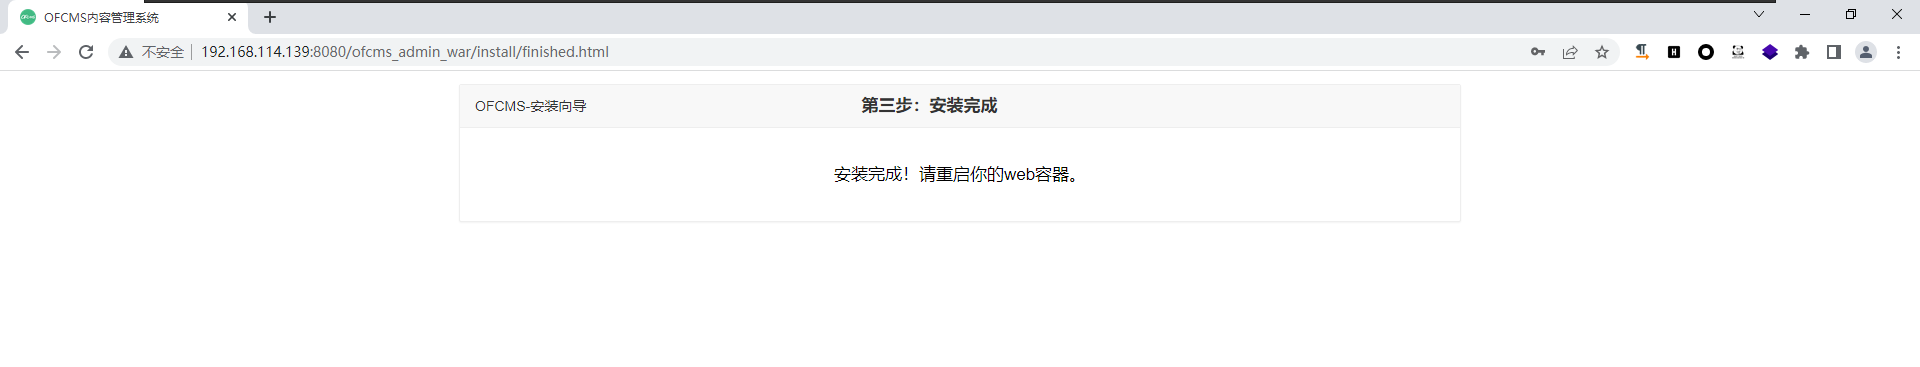 OFCMS内容管理系统
不安全 192.168.114.139:8080/ofcms_admin_war/install/finished.html
OFCMS-安装向导
第三步：安装完成
安装完成！请重启你的web容器。